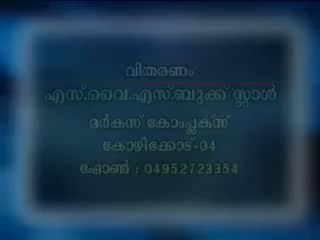 വിതരണം
എസ്.വൈ.എസ്.ബുക്ക് സ്റ്റാൾ
മർകസ് കോംപ്ലക്സ്
കോഴിക്കോട്-04
ഫോൺ : 04952723354